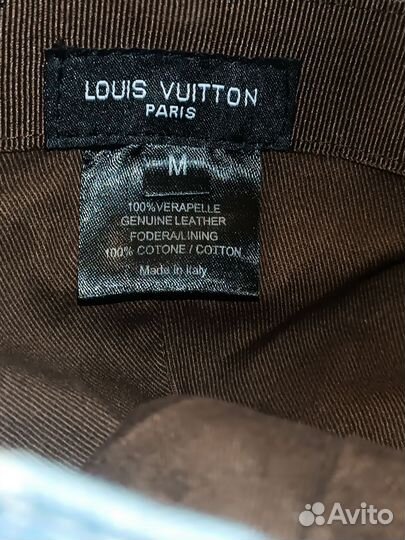 LOUIS VUITTON
PARIS
M
100%VERAPELLE
GENUINE LEATHER
FODERA/LINING
100% COTONE / COTTON
Made in Italy
Avito